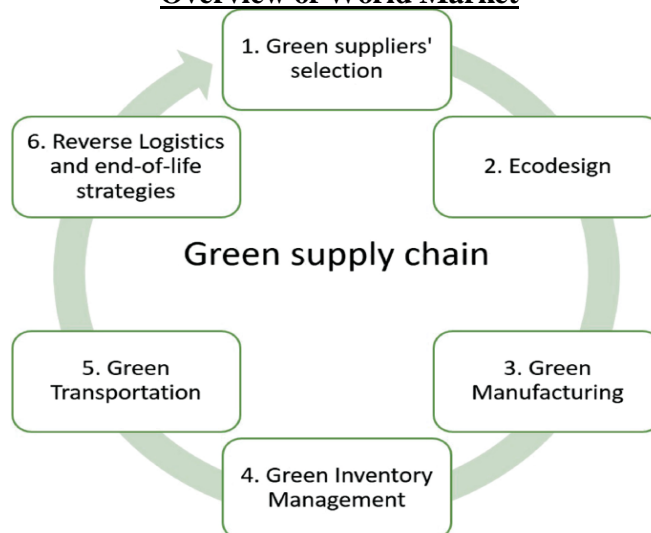 Overview of World Market
1. Green suppliers'
selection
2. Ecodesign
3. Green
Manufacturing
4. Green Inventory
Management
5. Green
Transportation
6. Reverse Logistics
and end-of-life
strategies
Green supply chain